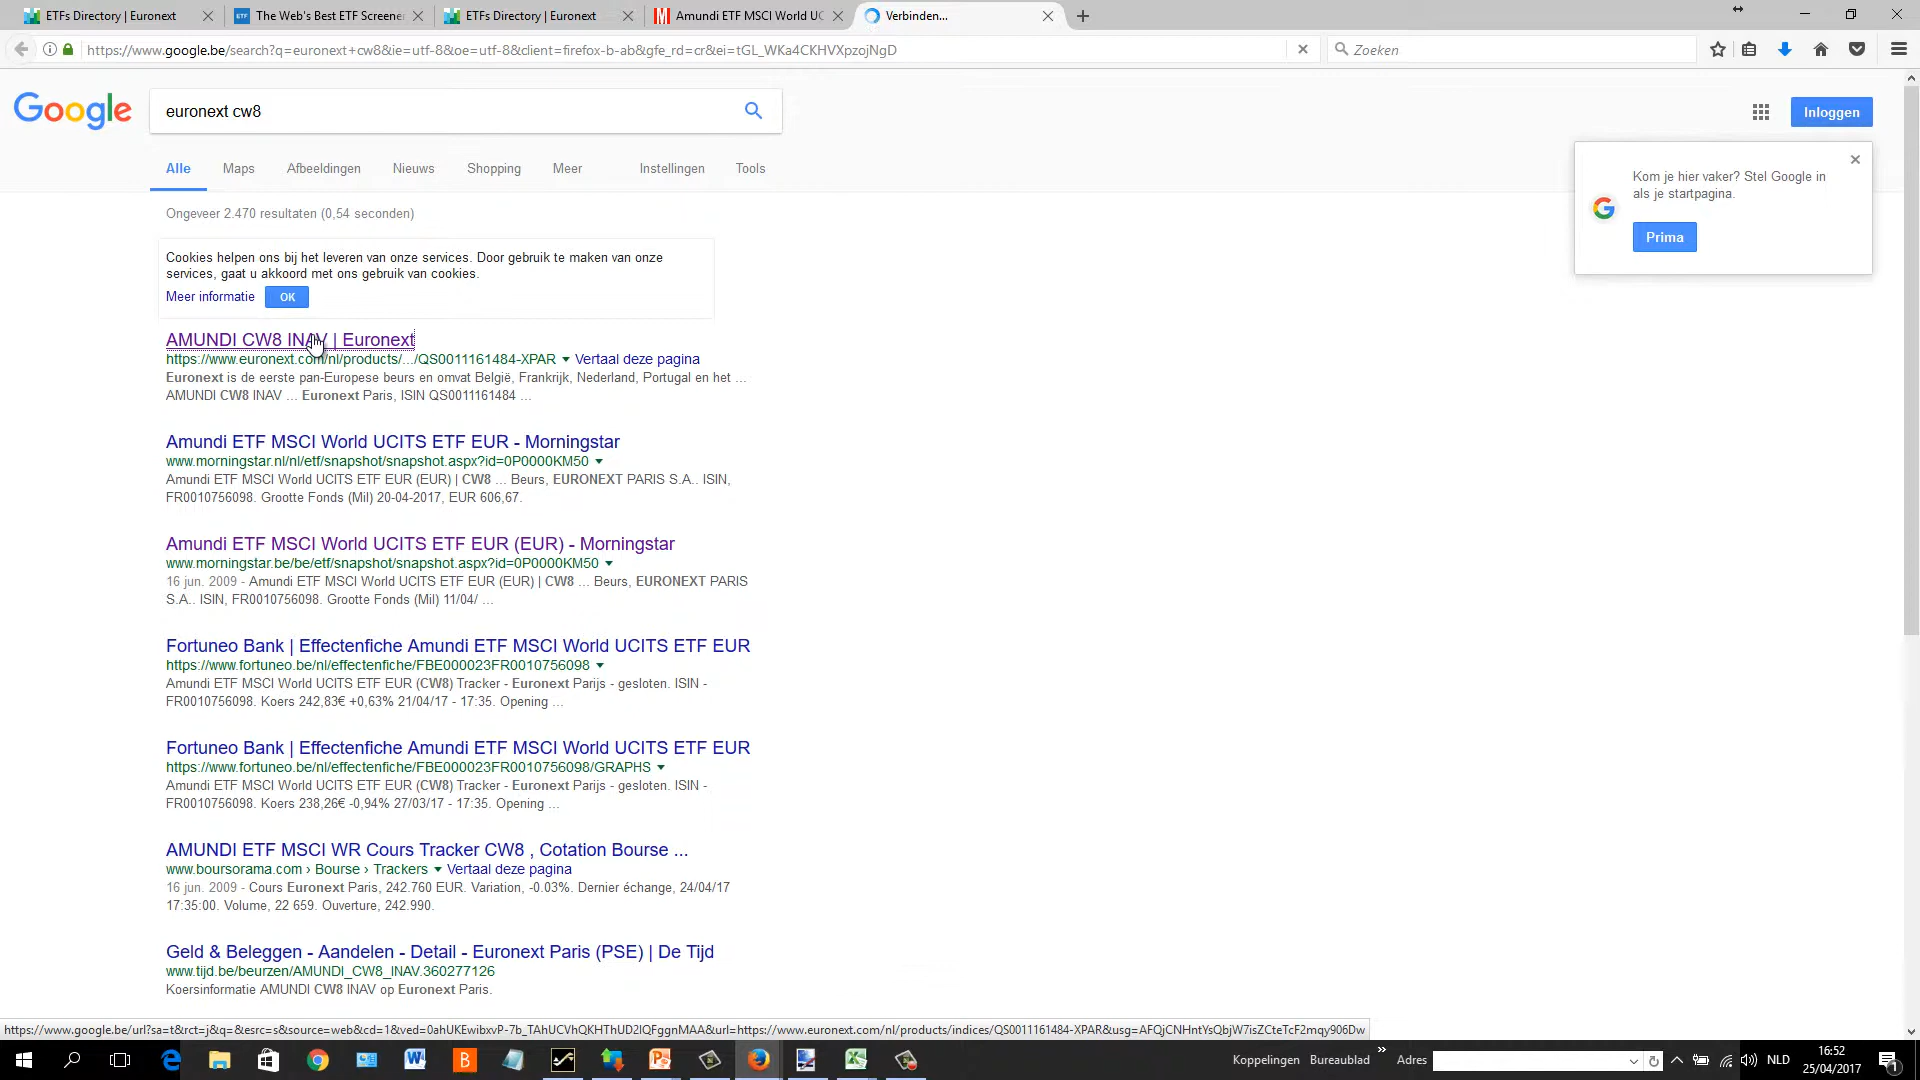 ETFs Directory | Euronext
The Web's Best ETF Screener
ETFs Directory | Euronext
Amundi ETF MSCI World UC
Verbinden...
https://www.google.be/search?q=euronext+cw8&ie=utf-8&oe=utf-8&client=firefox-b-ab&gfe_rd=cr&ei=tGL_WKa4CKHVXpzojNgD
Zoeken
Google
euronext cw8
Inloggen
Alle Maps Afbeeldingen Nieuws Shopping Meer Instellingen Tools
Kom je hier vaker? Stel Google in
als je startpagina.
Prima
Ongeveer 2.470 resultaten (0,54 seconden)
Cookies helpen ons bij het leveren van onze services. Door gebruik te maken van onze
services, gaat u akkoord met ons gebruik van cookies.
Meer informatie OK
AMUNDI CW8 INAV | Euronext
https://www.euronext.com/nl/products/.../QS0011161484-XPAR Vertaal deze pagina
Euronext is de eerste pan-Europese beurs en omvat België, Frankrijk, Nederland, Portugal en het ...
AMUNDI CW8 INAV ... Euronext Paris, ISIN QS0011161484 ...
Amundi ETF MSCI World UCITS ETF EUR - Morningstar
www.morningstar.nl/nl/etf/snapshot/snapshot.aspx?id=0P0000KM50
Amundi ETF MSCI World UCITS ETF EUR (EUR) | CW8 ... Beurs, EURONEXT PARIS S.A.. ISIN,
FR0010756098. Grootte Fonds (Mil) 20-04-2017, EUR 606,67.
Amundi ETF MSCI World UCITS ETF EUR (EUR) - Morningstar
www.morningstar.be/be/etf/snapshot/snapshot.aspx?id=0P0000KM50
16 jun. 2009 - Amundi ETF MSCI World UCITS ETF EUR (EUR) | CW8 ... Beurs, EURONEXT PARIS
S.A.. ISIN, FR0010756098. Grootte Fonds (Mil) 11/04/ ...
Fortuneo Bank | Effectenfiche Amundi ETF MSCI World UCITS ETF EUR
https://www.fortuneo.be/nl/effectenfiche/FBE000023FR0010756098
Amundi ETF MSCI World UCITS ETF EUR (CW8) Tracker - Euronext Parijs - gesloten. ISIN -
FR0010756098. Koers 242,83€ +0,63% 21/04/17 - 17:35. Opening ...
Fortuneo Bank | Effectenfiche Amundi ETF MSCI World UCITS ETF EUR
https://www.fortuneo.be/nl/effectenfiche/FBE000023FR0010756098/GRAPHS
Amundi ETF MSCI World UCITS ETF EUR (CW8) Tracker - Euronext Parijs - gesloten. ISIN -
FR0010756098. Koers 238,26€ -0,94% 27/03/17 - 17:35. Opening ...
AMUNDI ETF MSCI WR Cours Tracker CW8 , Cotation Bourse ...
www.boursorama.com › Bourse › Trackers Vertaal deze pagina
16 jun. 2009 - Cours Euronext Paris, 242.760 EUR. Variation, -0.03%. Dernier échange, 24/04/17
17:35:00. Volume, 22 659. Ouverture, 242.990.
Geld & Beleggen - Aandelen - Detail - Euronext Paris (PSE) | De Tijd
www.tijd.be/beurzen/AMUNDI_CW8_INAV.360277126
Koersinformatie AMUNDI CW8 INAV op Euronext Paris.
https://www.google.be/url?sa=t&rct=j&q=&esrc=s&source=web&cd=1&ved=0ahUKEwibxvP-7b_TAhUCVhQKHThUD2IQFggnMAA&url=https://www.euronext.com/nl/products/indices/QS0011161484-XPAR&usg=AFQjCNHntYsQbjW7isZCteTcF2mqy906Dw
Koppelingen Bureaublad » Adres NLD
16:52
25/04/2017